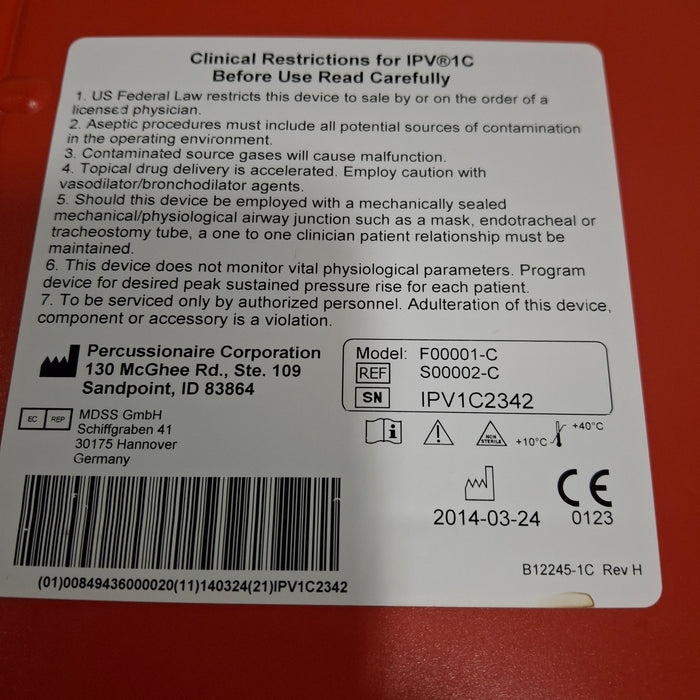 Clinical Restrictions for IPV®1C
Before Use Read Carefully
1. US Federal Law restricts this device to sale by or on the order of a
licensed physician.
2. Aseptic procedures must include all potential sources of contamination
in the operating environment.
3. Contaminated source gases will cause malfunction.
4. Topical drug delivery is accelerated. Employ caution with
vasodilator/bronchodilator agents.
5. Should this device be employed with a mechanically sealed
mechanical/physiological airway junction such as a mask, endotracheal or
tracheostomy tube, a one to one clinician patient relationship must be
maintained.
6. This device does not monitor vital physiological parameters. Program
device for desired peak sustained pressure rise for each patient.
7. To be serviced only by authorized personnel. Adulteration of this device,
component or accessory is a violation.
Percussionaire Corporation
130 McGhee Rd., Ste. 109
Sandpoint, ID 83864
EC REP
MDSS GmbH
Schiffgraben 41
30175 Hannover
Germany
Model: F00001-C
REF S00002-C
SN IPV1C2342
NON
STERILE
+10°C
+40°C
2014-03-24
CE
0123
(01)00849436000020(11)140324(21)IPV1C2342
B12245-1C Rev H